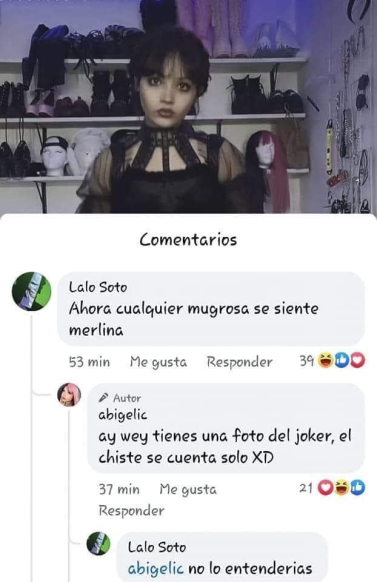 Comentarios
Lalo Soto
Ahora cualquier mugrosa se siente
merlina
53 min Me gusta Responder 39
Autor
abigelic
ay wey tienes una foto del joker, el
chiste se cuenta solo XD
37 min Me gusta 21
Responder
Lalo Soto
abigelic no lo entenderias